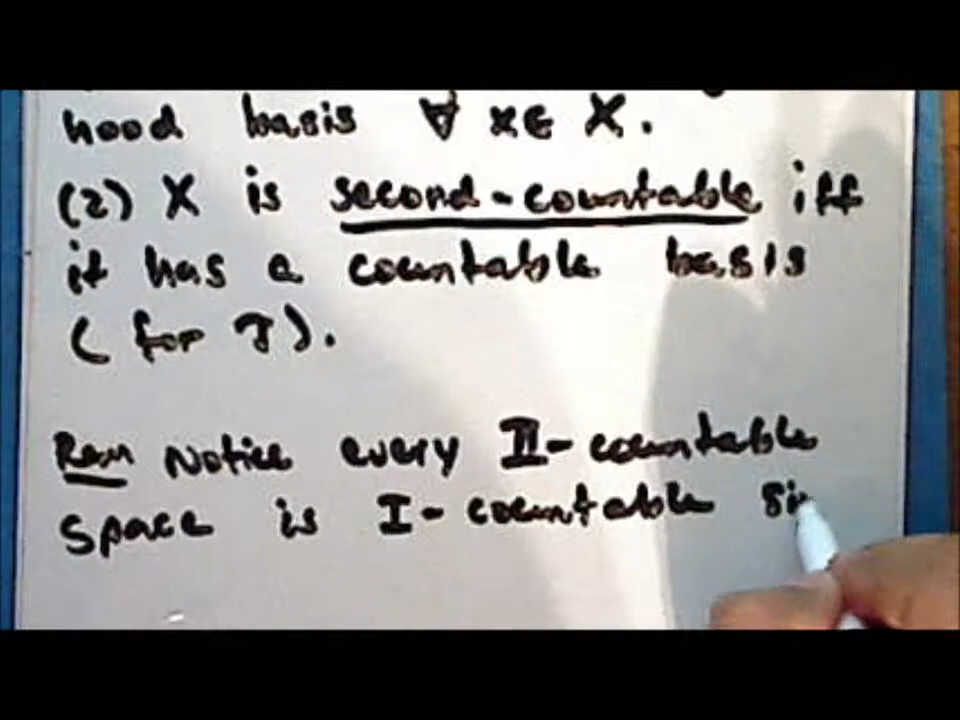 hood basis ∀ x∈ X.
(2) X is second-countable iff
it has a countable basis
(for T).
Rem Notice every II-countable
space is I-countable si